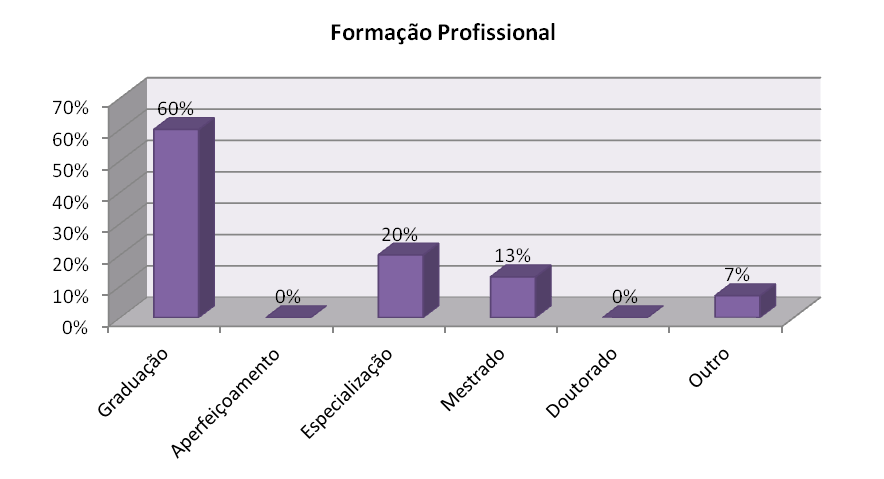 Formação Profissional
70%
60%
50%
40%
30%
20%
10%
0%
60%
0%
20%
13%
0%
7%
Graduação
Aperfeiçoamento
Especialização
Mestrado
Doutorado
Outro